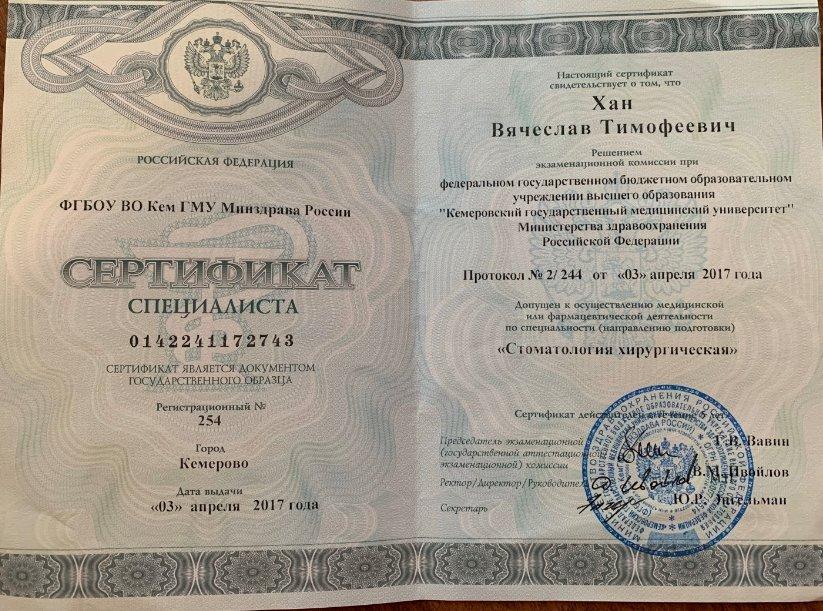 РОССИЙСКАЯ ФЕДЕРАЦИЯ
ФГБОУ ВО Кем ГМУ Минздрава России
СЕРТИФИКАТ
СПЕЦИАЛИСТА
0142241172743
СЕРТИФИКАТ ЯВЛЯЕТСЯ ДОКУМЕНТОМ
ГОСУДАРСТВЕННОГО ОБРАЗЦА
Регистрационный №
254
Город
Кемерово
Дата выдачи
«03» апреля 2017 года
Настоящий сертификат
свидетельствует о том, что
Хан
Вячеслав Тимофеевич
Решением
экзаменационной комиссии при
федеральном государственном бюджетном образовательном
учреждении высшего образования
"Кемеровский государственный медицинский университет"
Министерства здравоохранения
Российской Федерации
Протокол № 2/ 244 от «03» апреля 2017 года
Допущен к осуществлению медицинской
или фармацевтической деятельности
по специальности (направлению подготовки)
«Стоматология хирургическая»
Сертификат действителен 5 лет
Председатель экзаменационной Т.В. Вавин
(государственной аттестационной
экзаменационной) комиссии
В.М. Ивойлов
Ректор/Директор/Руководитель
Ю.Р. Энгельман
Секретарь